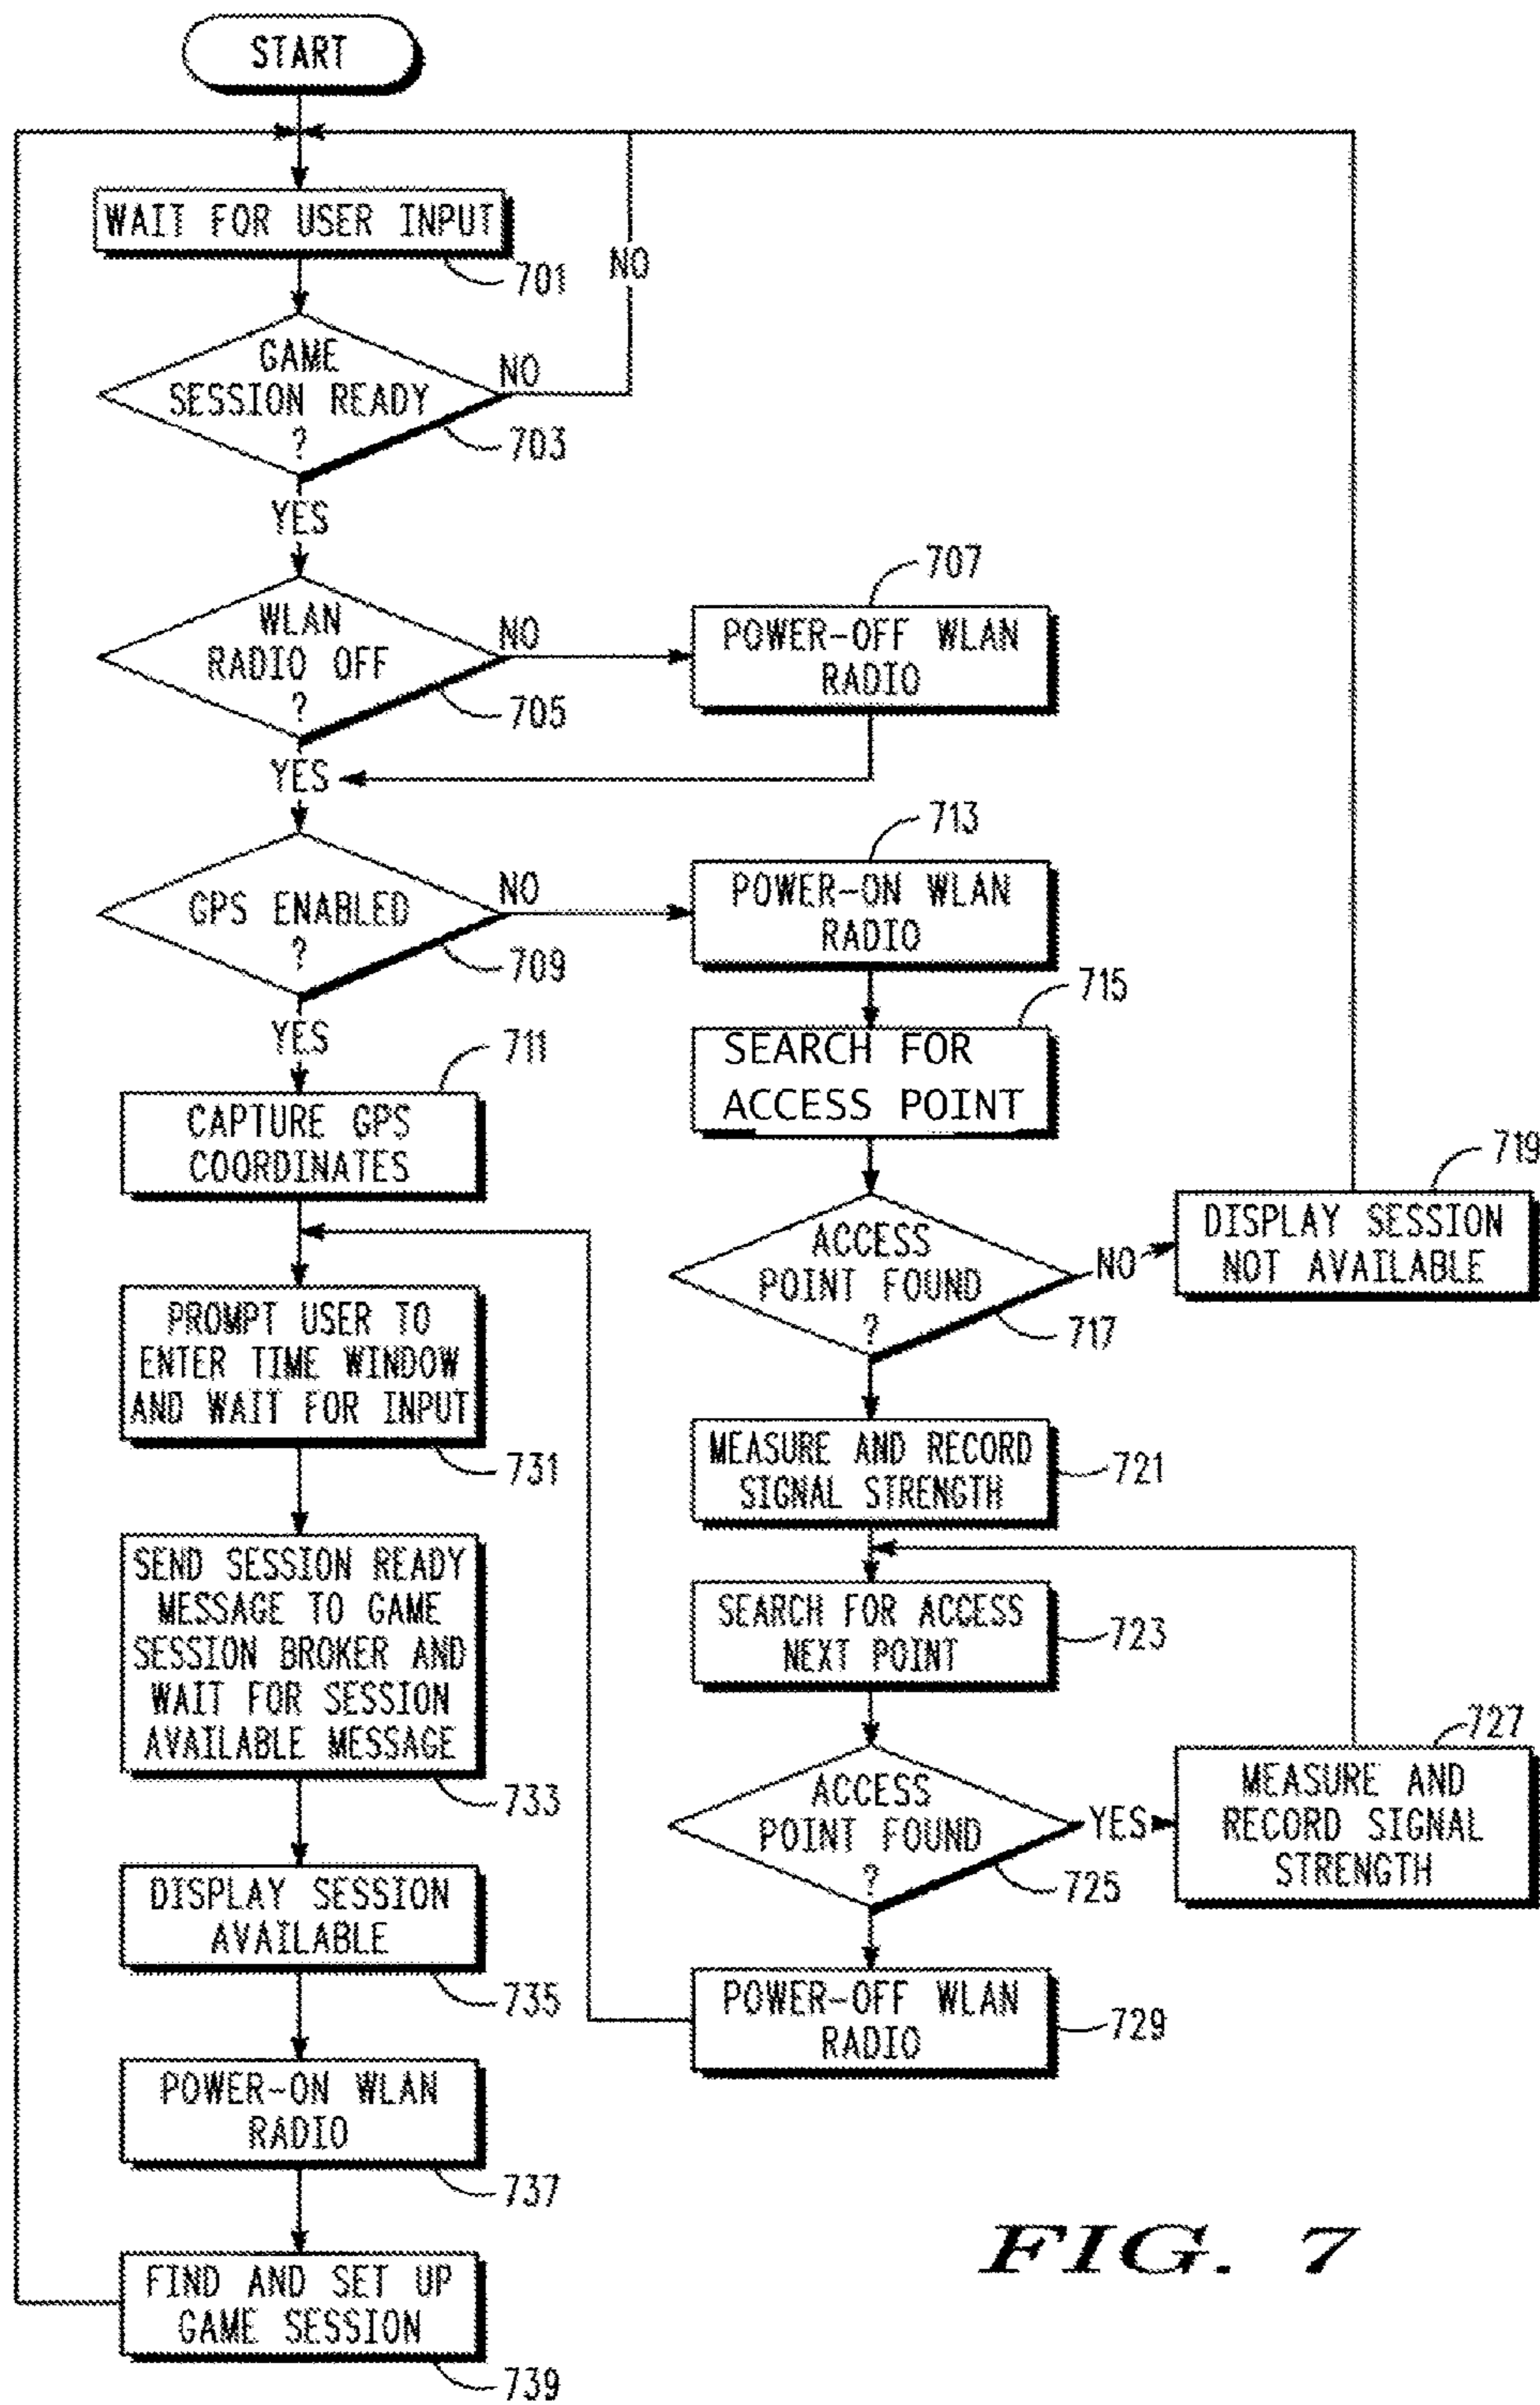 START
WAIT FOR USER INPUT
701
NO
GAME
SESSION READY
?
NO
703
YES
WLAN
RADIO OFF
?
NO
705
707
POWER-OFF WLAN
RADIO
YES
GPS ENABLED
?
NO
709
713
POWER-ON WLAN
RADIO
YES
711
CAPTURE GPS
COORDINATES
715
SEARCH FOR
ACCESS POINT
ACCESS
POINT FOUND
?
717
NO
719
DISPLAY SESSION
NOT AVAILABLE
PROMPT USER TO
ENTER TIME WINDOW
AND WAIT FOR INPUT
731
MEASURE AND RECORD
SIGNAL STRENGTH
721
SEND SESSION READY
MESSAGE TO GAME
SESSION BROKER AND
WAIT FOR SESSION
AVAILABLE MESSAGE
733
SEARCH FOR ACCESS
NEXT POINT
723
ACCESS
POINT FOUND
?
725
YES
727
MEASURE AND
RECORD SIGNAL
STRENGTH
DISPLAY SESSION
AVAILABLE
735
POWER-OFF WLAN
RADIO
729
POWER-ON WLAN
RADIO
737
FIND AND SET UP
GAME SESSION
739
FIG. 7